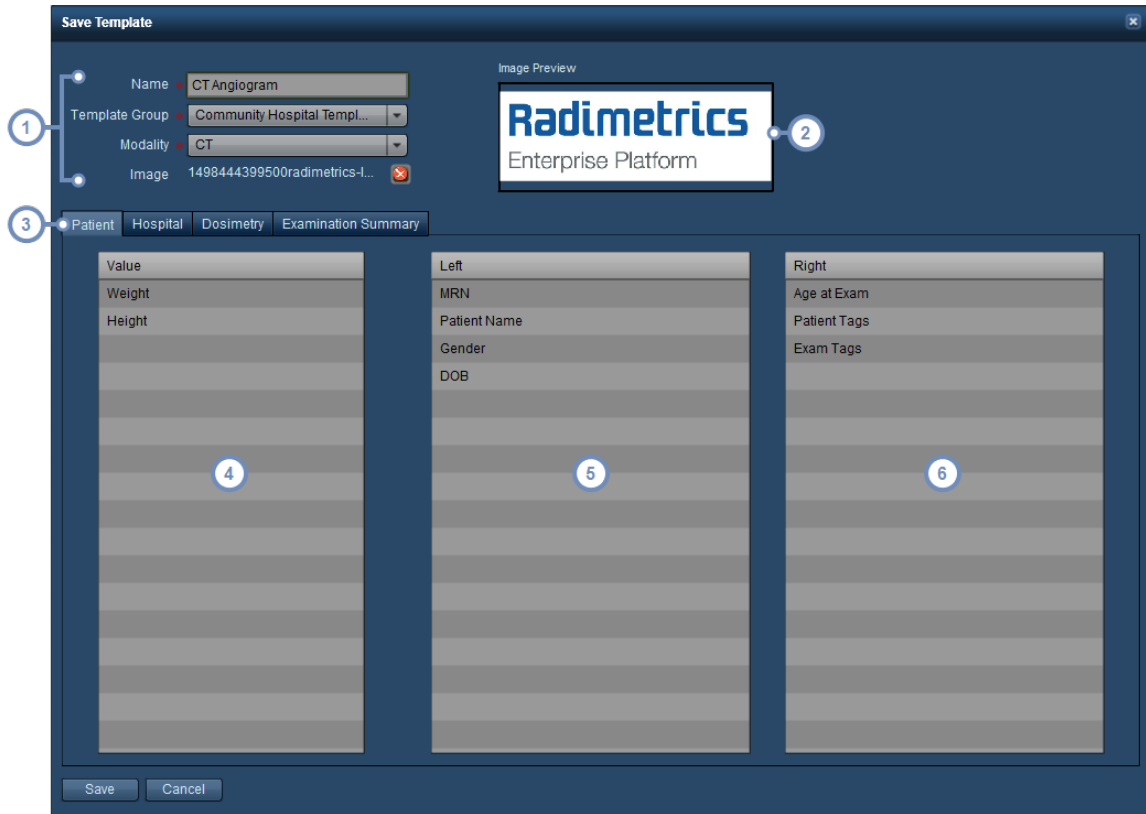 Save Template
Image Preview
Name CT Angiogram
Template Group Community Hospital Templ...
Modality CT
Image 1498444399500radimetrics-l...
Radimetrics
Enterprise Platform
1
2
3
Patient Hospital Dosimetry Examination Summary
Value Left Right
Weight MRN Age at Exam
Height Patient Name Patient Tags
Gender Exam Tags
DOB
4 5 6
Save Cancel